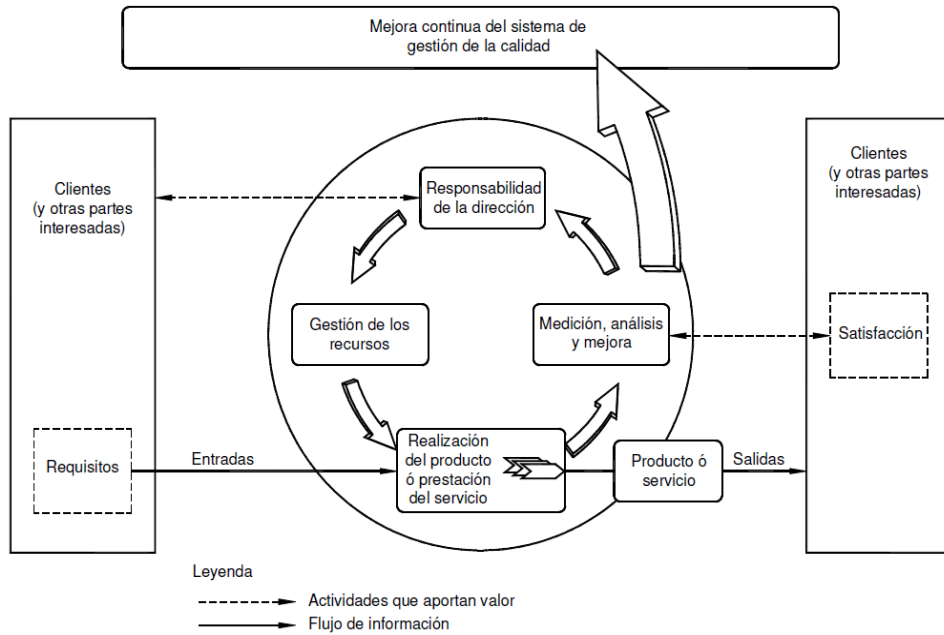 Mejora continua del sistema de
gestión de la calidad
Clientes
(y otras partes
interesadas)
Responsabilidad
de la dirección
Clientes
(y otras partes
interesadas)
Gestión de los
recursos
Medición, análisis
y mejora
Satisfacción
Requisitos
Entradas
Realización
del producto
ó prestación
del servicio
Producto ó
servicio
Salidas
Leyenda
Actividades que aportan valor
Flujo de información